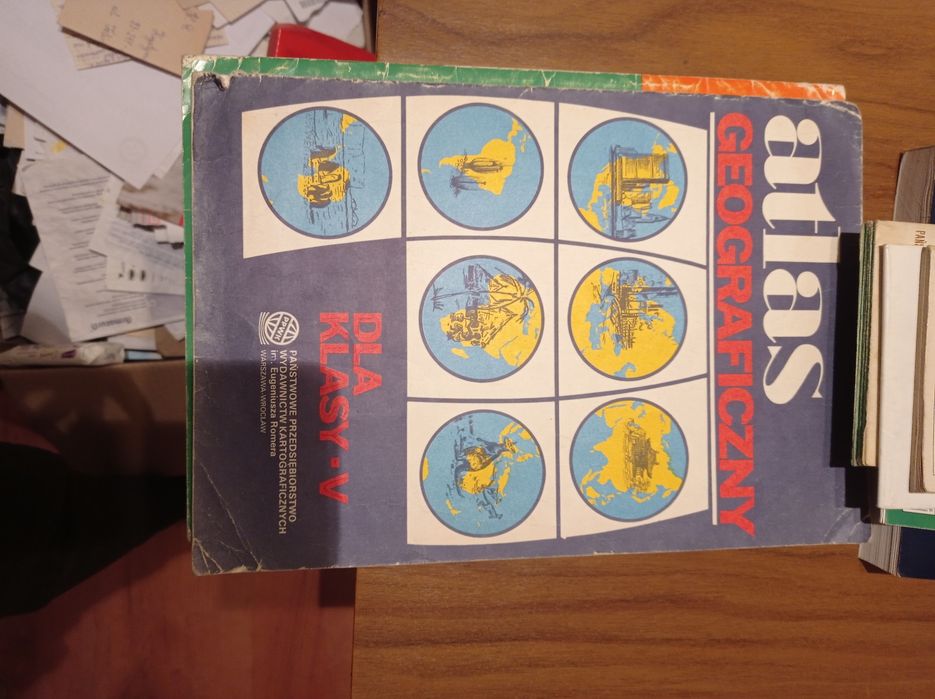 atlas
GEOGRAFICZNY
DLA
KLASY · V
PPWK
PAŃSTWOWE PRZEDSIĘBIORSTWO
WYDAWNICTW KARTOGRAFICZNYCH
im. Eugeniusza Romera
WARSZAWA-WROCŁAW